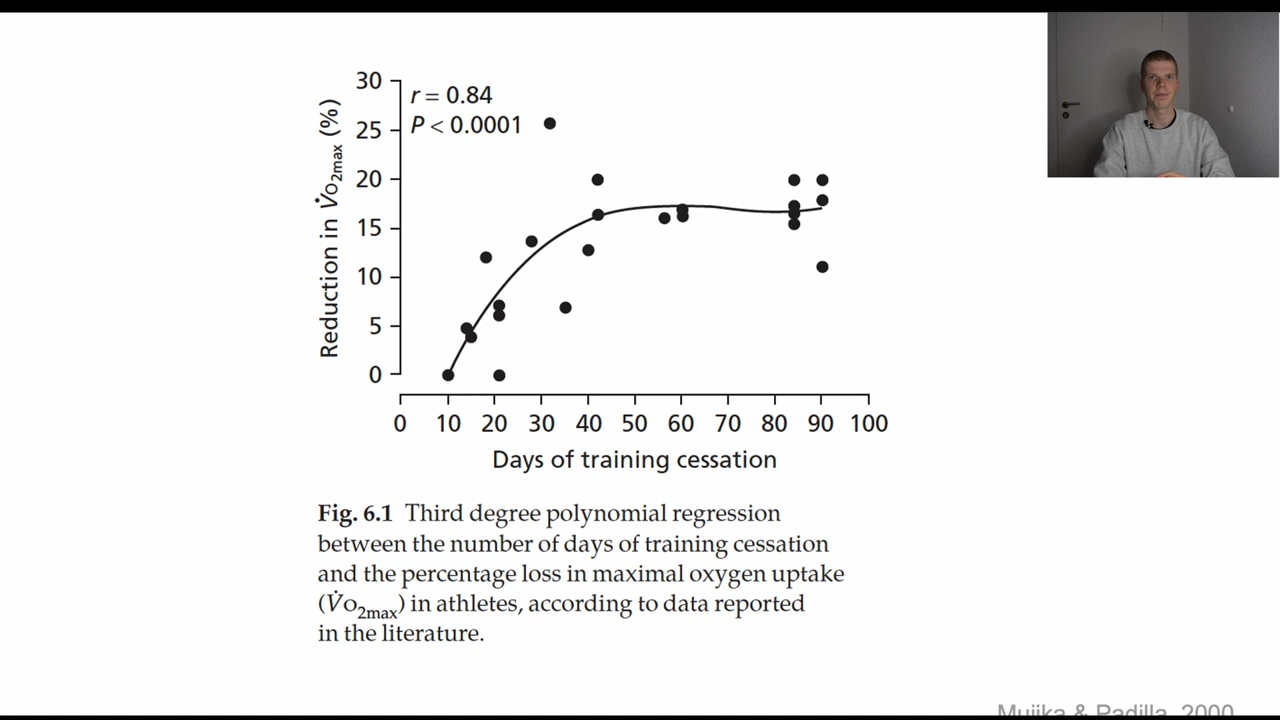 30
r = 0.84
25
P < 0.0001
20
15
10
5
0
Reduction in V̇O2max (%)
0 10 20 30 40 50 60 70 80 90 100
Days of training cessation
Fig. 6.1 Third degree polynomial regression
between the number of days of training cessation
and the percentage loss in maximal oxygen uptake
(V̇O2max) in athletes, according to data reported
in the literature.
Mujika & Padilla, 2000